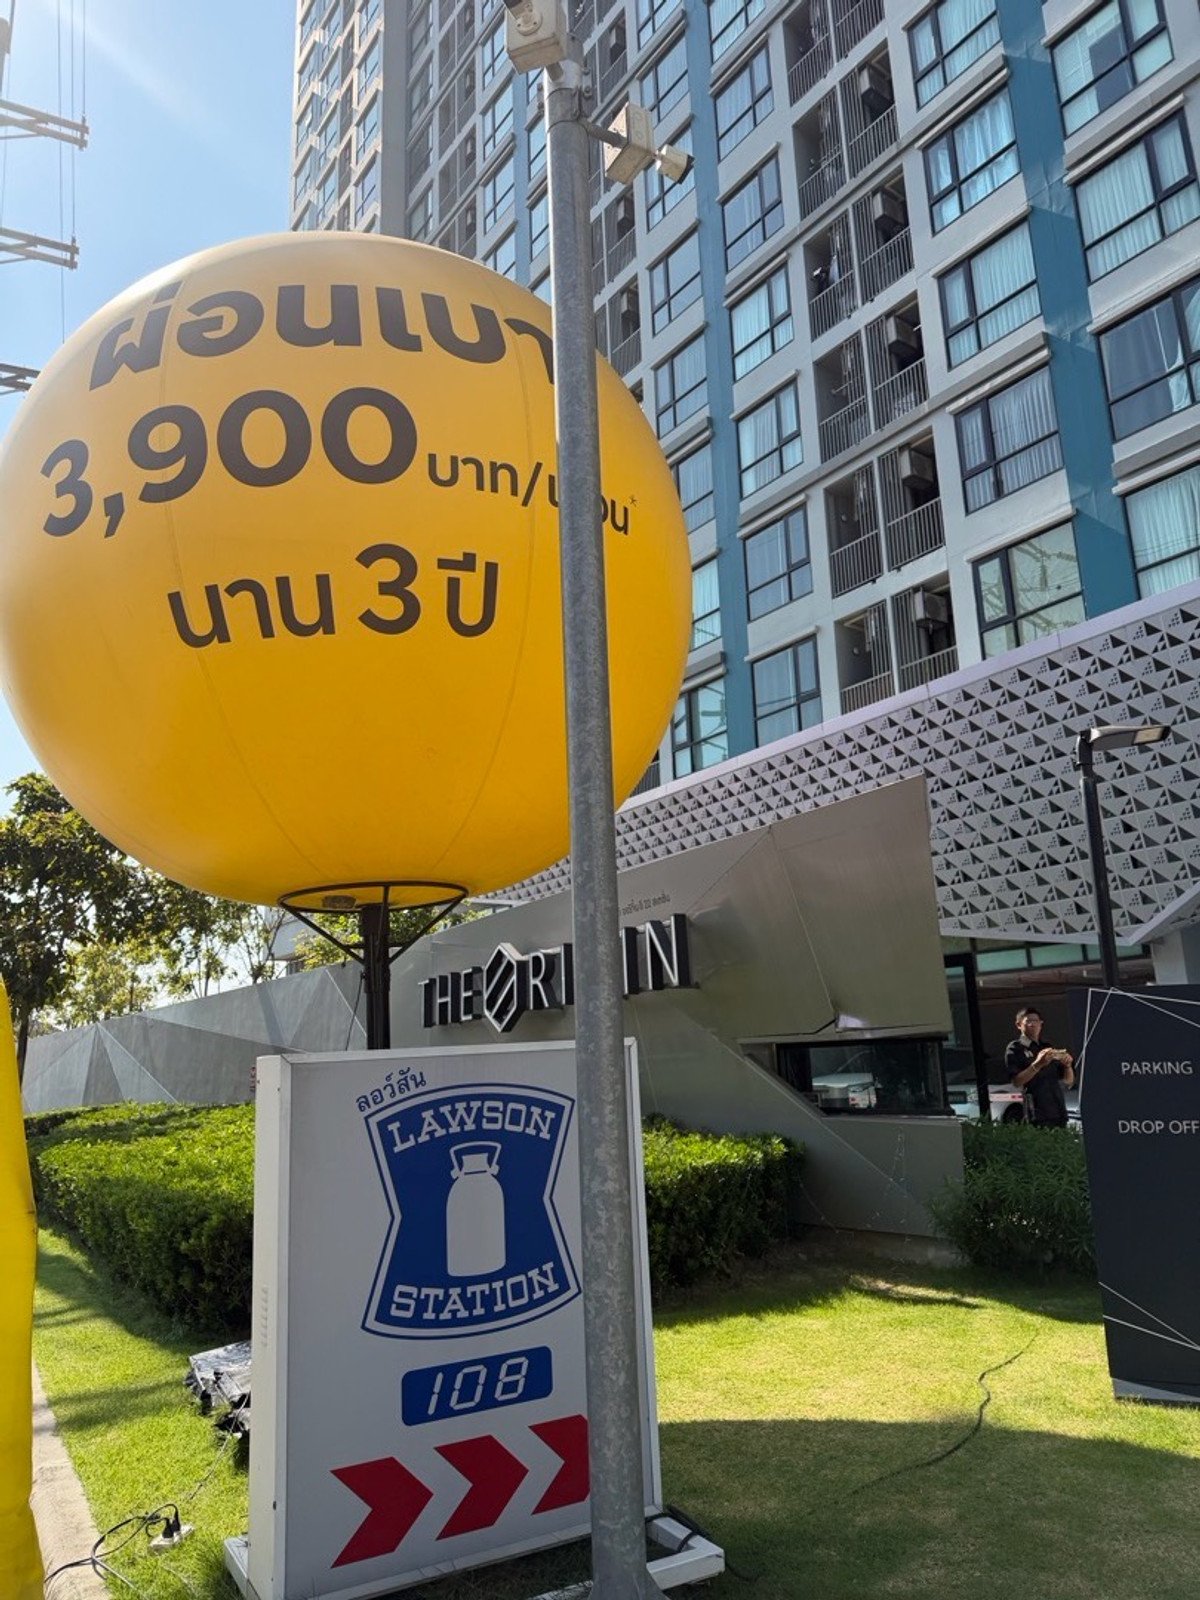 ผ่อนเบา
3,900 บาท/
นาน 3 ปี
THE ORIGIN
ลอว์สัน
LAWSON
STATION
108
PARKING
DROP OFF